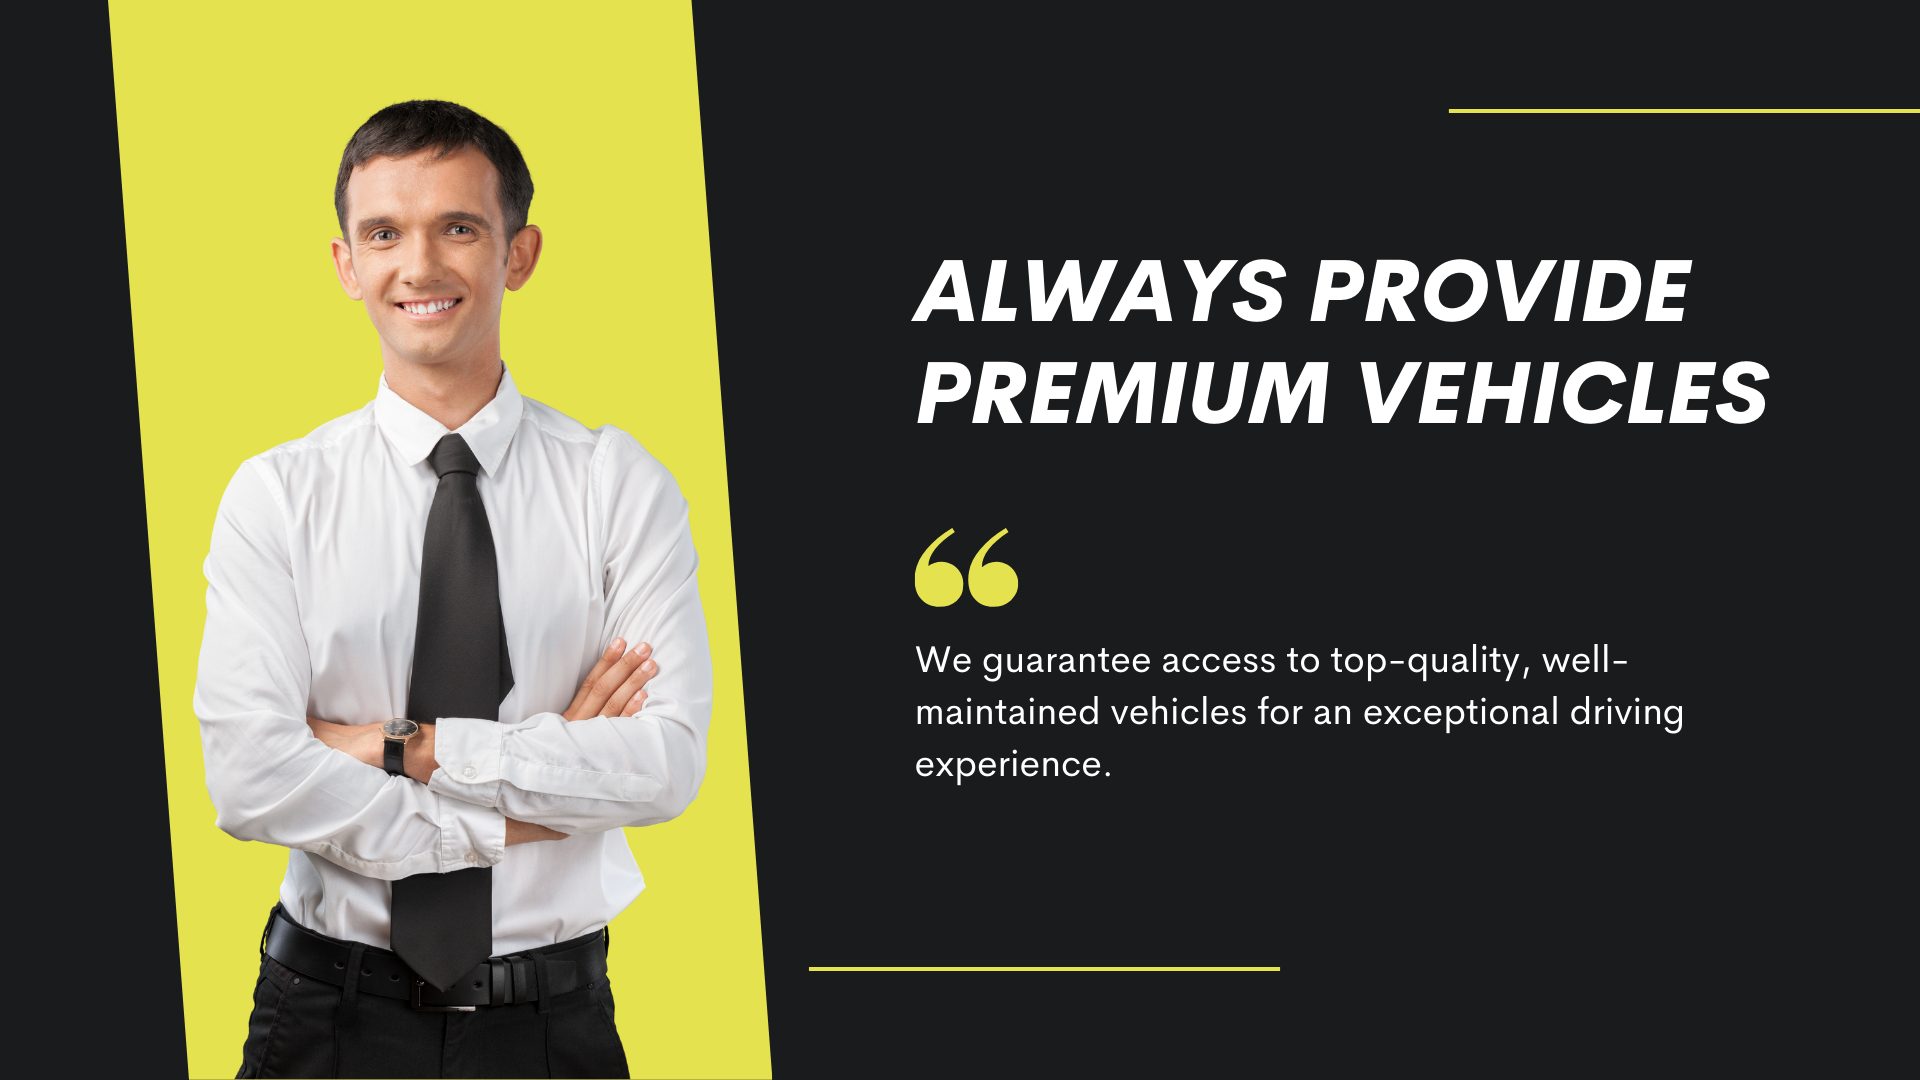 ALWAYS PROVIDE
PREMIUM VEHICLES
“
We guarantee access to top-quality, well-
maintained vehicles for an exceptional driving
experience.